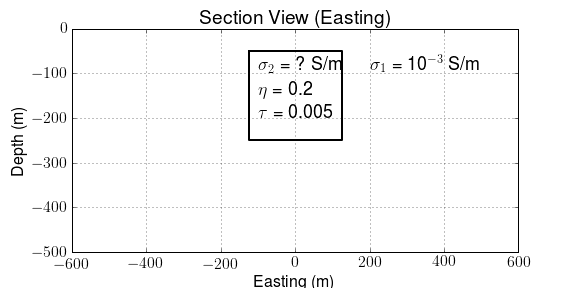 Section View (Easting)
0
−100
−200
−300
−400
−500
Depth (m)
σ₂ = ? S/m
η = 0.2
τ = 0.005
σ₁ = 10⁻³ S/m
−600 −400 −200 0 200 400 600
Easting (m)